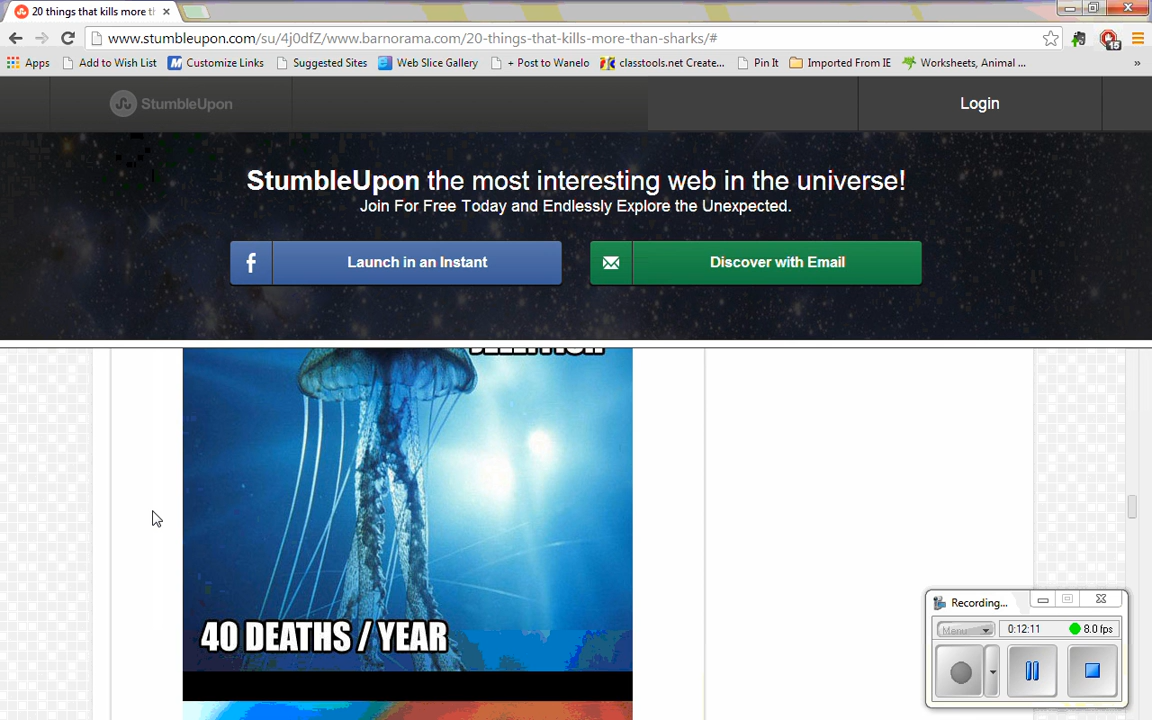 20 things that kills more th
www.stumbleupon.com/su/4j0dfZ/www.barnorama.com/20-things-that-kills-more-than-sharks/#
15
Apps Add to Wish List Customize Links Suggested Sites Web Slice Gallery + Post to Wanelo classtools.net Create... Pin It Imported From IE Worksheets, Animal ... »
StumbleUpon
Login
StumbleUpon the most interesting web in the universe!
Join For Free Today and Endlessly Explore the Unexpected.
f Launch in an Instant
Discover with Email
40 DEATHS / YEAR
Recording...
Menu 0:12:11 8.0 fps